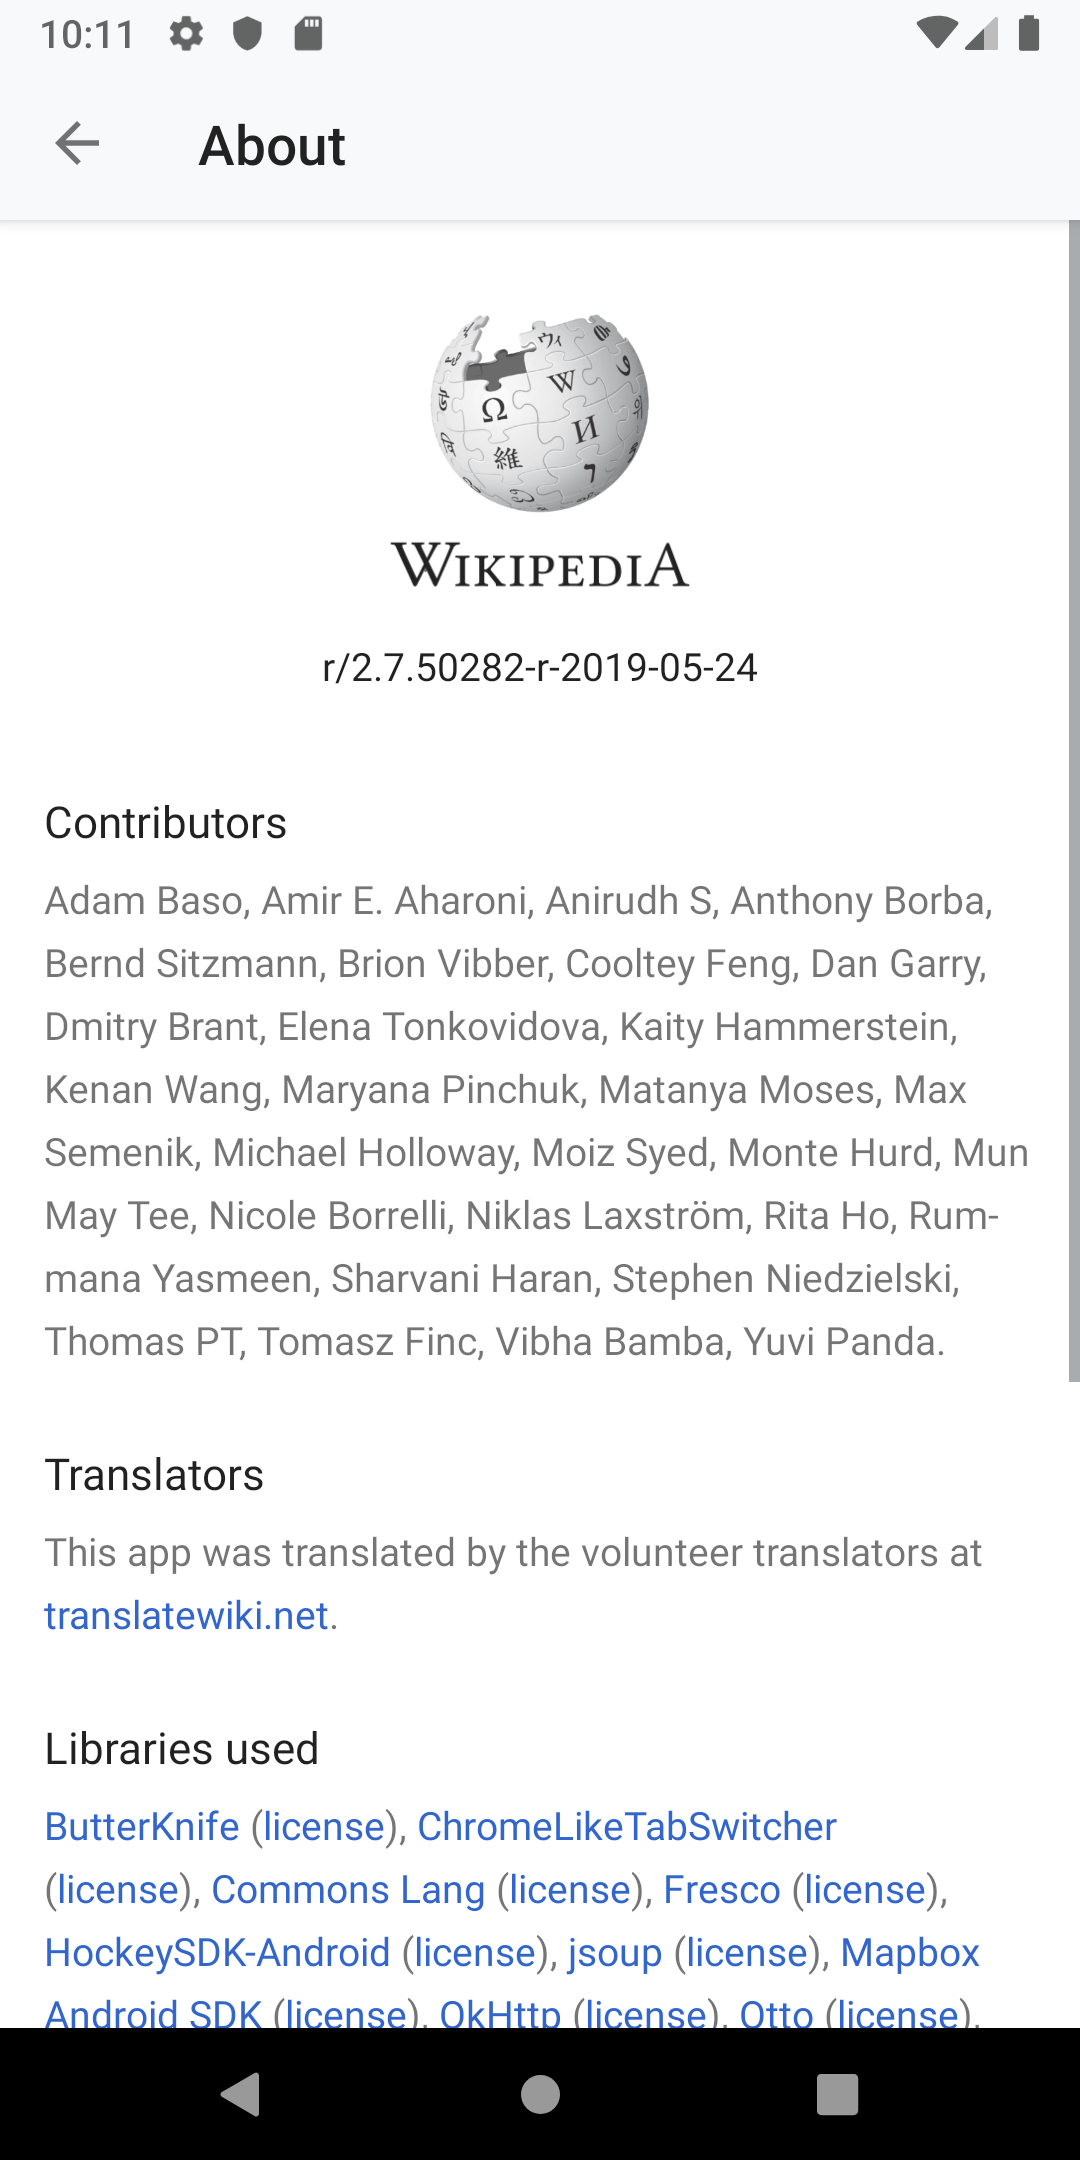 10:11
About
Ω
W
И
維
ウィ
WIKIPEDIA
r/2.7.50282-r-2019-05-24
Contributors
Adam Baso, Amir E. Aharoni, Anirudh S, Anthony Borba,
Bernd Sitzmann, Brion Vibber, Cooltey Feng, Dan Garry,
Dmitry Brant, Elena Tonkovidova, Kaity Hammerstein,
Kenan Wang, Maryana Pinchuk, Matanya Moses, Max
Semenik, Michael Holloway, Moiz Syed, Monte Hurd, Mun
May Tee, Nicole Borrelli, Niklas Laxström, Rita Ho, Rum-
mana Yasmeen, Sharvani Haran, Stephen Niedzielski,
Thomas PT, Tomasz Finc, Vibha Bamba, Yuvi Panda.
Translators
This app was translated by the volunteer translators at
translatewiki.net.
Libraries used
ButterKnife (license), ChromeLikeTabSwitcher
(license), Commons Lang (license), Fresco (license),
HockeySDK-Android (license), jsoup (license), Mapbox
Android SDK (license), OkHttp (license), Otto (license),